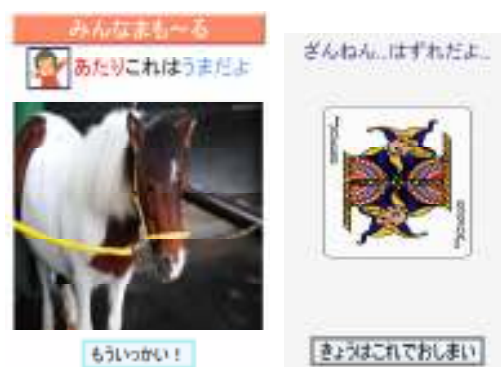 みんなまも～る
あたりこれはうまだよ
もういっかい！
ざんねん...はずれだよ...
JOKER
JOKER
きょうはこれでおしまい